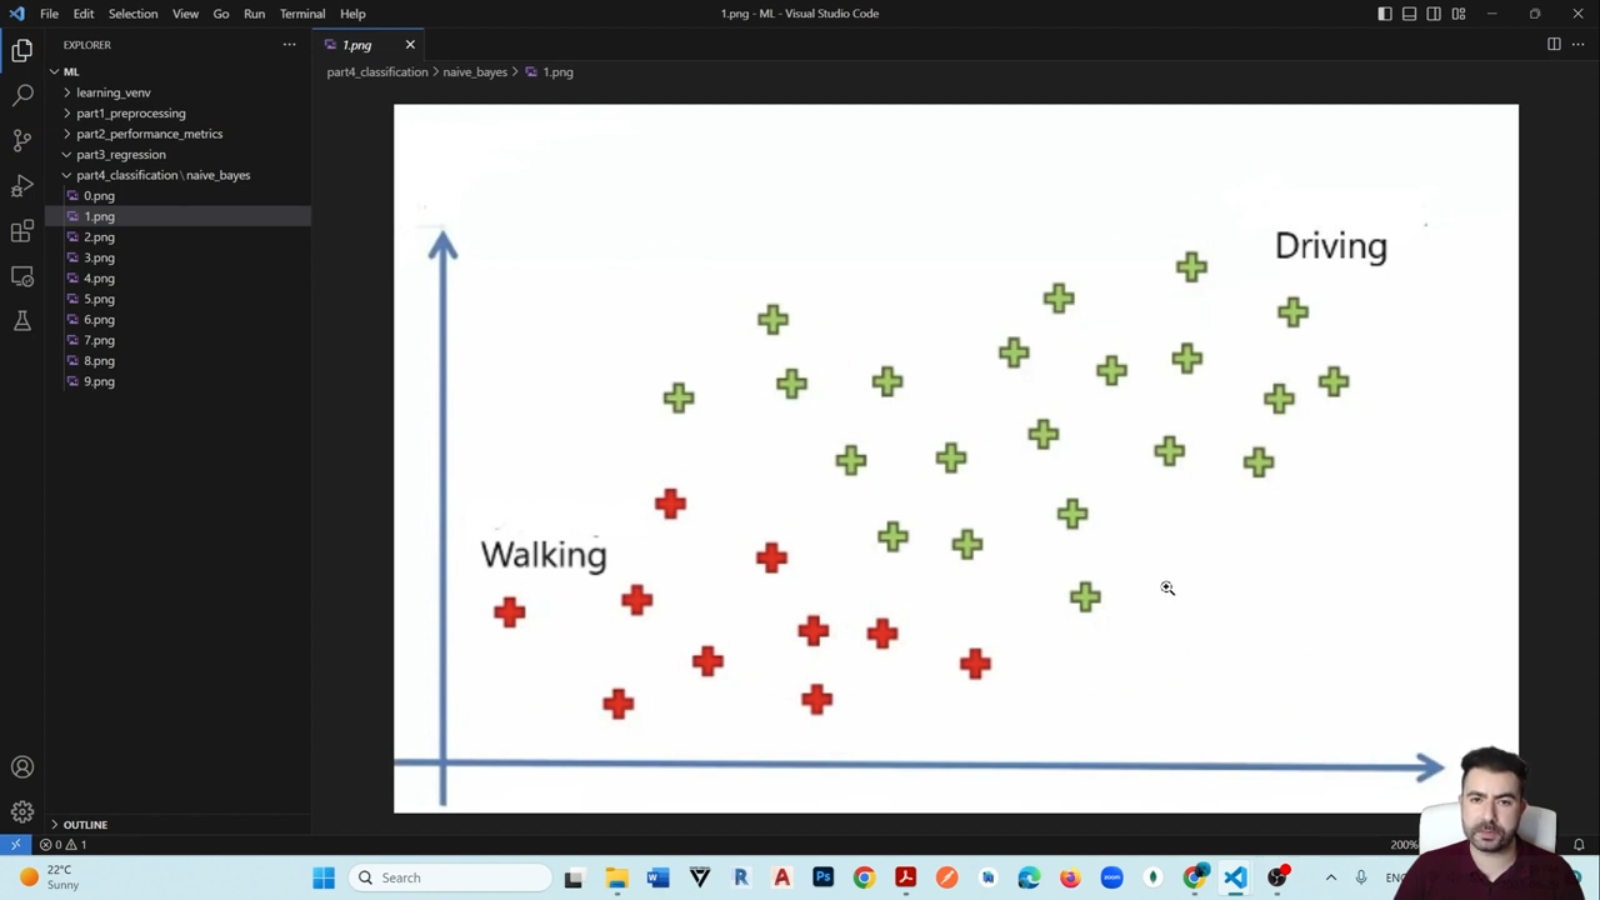 File Edit Selection View Go Run Terminal Help
1.png - ML - Visual Studio Code
EXPLORER
1.png
ML
part4_classification > naive_bayes > 1.png
learning_venv
part1_preprocessing
part2_performance_metrics
part3_regression
part4_classification \ naive_bayes
0.png
1.png
2.png
3.png
4.png
5.png
6.png
7.png
8.png
9.png
Driving
Walking
OUTLINE
0 1
200%
22°C
Sunny
Search
R
A
Ps
zoom
ENG